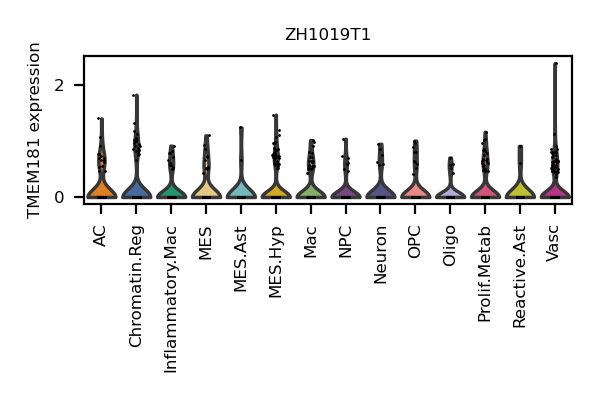 ZH1019T1
TMEM181 expression
2
0
AC
Chromatin.Reg
Inflammatory.Mac
MES
MES.Ast
MES.Hyp
Mac
NPC
Neuron
OPC
Oligo
Prolif.Metab
Reactive.Ast
Vasc